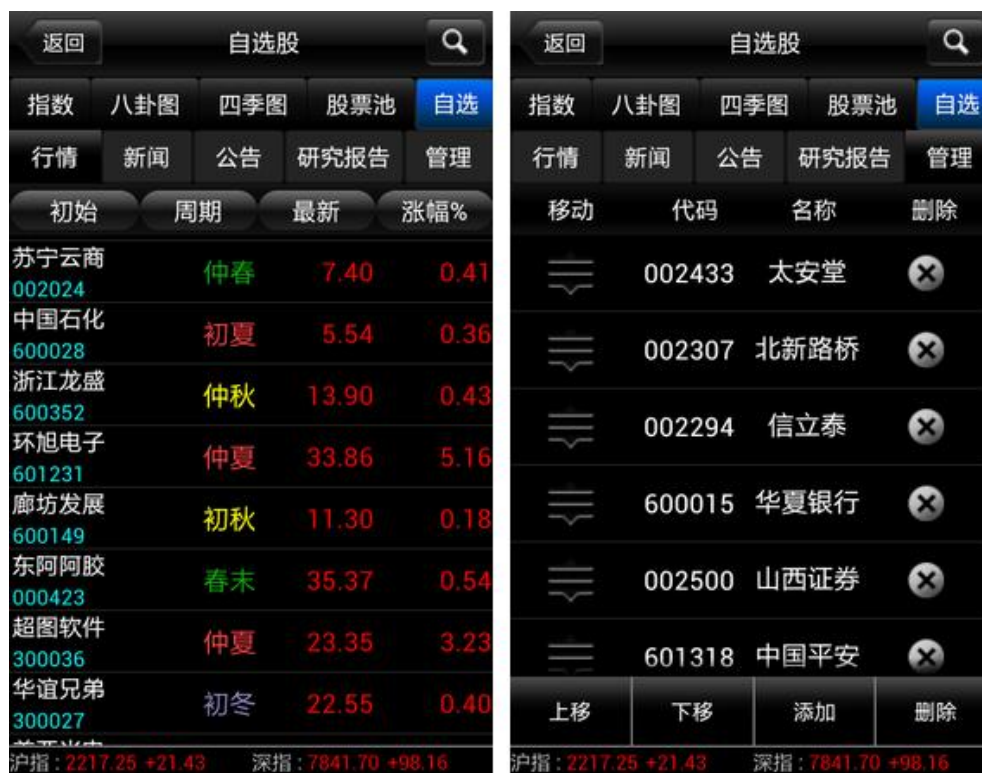 返回 自选股
指数 八卦图 四季图 股票池 自选
行情 新闻 公告 研究报告 管理
初始 周期 最新 涨幅%
苏宁云商 仲春 7.40 0.41
002024
中国石化 初夏 5.54 0.36
600028
浙江龙盛 仲秋 13.90 0.43
600352
环旭电子 仲夏 33.86 5.16
601231
廊坊发展 初秋 11.30 0.18
600149
东阿阿胶 春末 35.37 0.54
000423
超图软件 仲夏 23.35 3.23
300036
华谊兄弟 初冬 22.55 0.40
300027
沪指：2217.25 +21.43 深指：7841.70 +98.16
返回 自选股
指数 八卦图 四季图 股票池 自选
行情 新闻 公告 研究报告 管理
移动 代码 名称 删除
002433 太安堂
002307 北新路桥
002294 信立泰
600015 华夏银行
002500 山西证券
601318 中国平安
上移 下移 添加 删除
沪指：2217.25 +21.43 深指：7841.70 +98.16